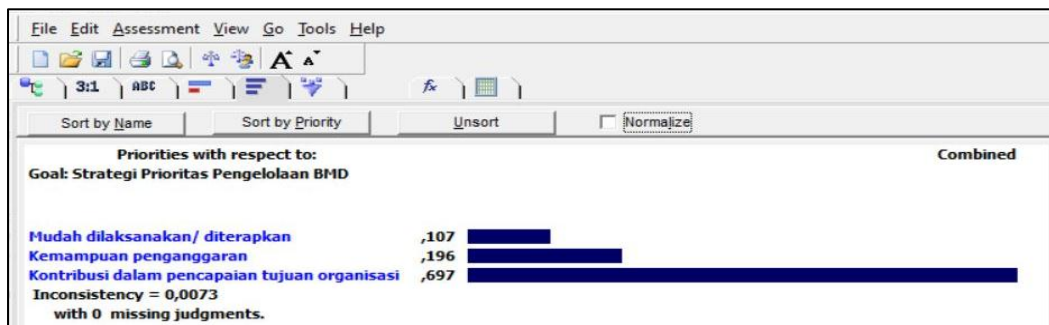 File Edit Assessment View Go Tools Help
A A
3:1 ABC fx
Sort by Name Sort by Priority Unsort Normalize
Priorities with respect to: Combined
Goal: Strategi Prioritas Pengelolaan BMD
Mudah dilaksanakan/ diterapkan ,107
Kemampuan penganggaran ,196
Kontribusi dalam pencapaian tujuan organisasi ,697
Inconsistency = 0,0073
with 0 missing judgments.